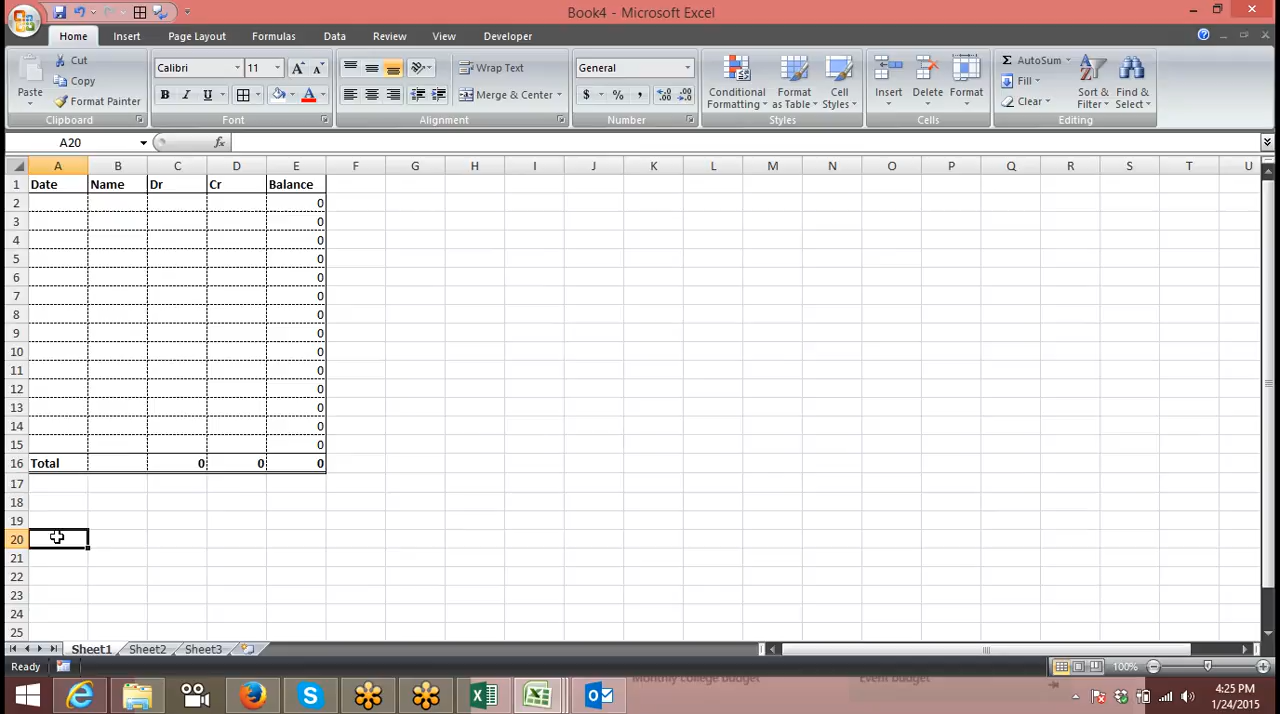 Book4 - Microsoft Excel
Home Insert Page Layout Formulas Data Review View Developer
Cut
Copy
Format Painter
Paste
Clipboard
Calibri 11
B I U
Font
Wrap Text
Merge & Center
Alignment
General
$ % ,
Number
Conditional Formatting
Format as Table
Cell Styles
Styles
Insert Delete Format
Cells
Σ AutoSum
Fill
Clear
Sort & Filter
Find & Select
Editing
A20 fx
A B C D E F G H I J K L M N O P Q R S T U
1 Date Name Dr Cr Balance
2 0
3 0
4 0
5 0
6 0
7 0
8 0
9 0
10 0
11 0
12 0
13 0
14 0
15 0
16 Total 0 0 0
17
18
19
20
21
22
23
24
25
Sheet1 Sheet2 Sheet3
Ready 100%
Monthly college budget Event budget
4:25 PM
1/24/2015